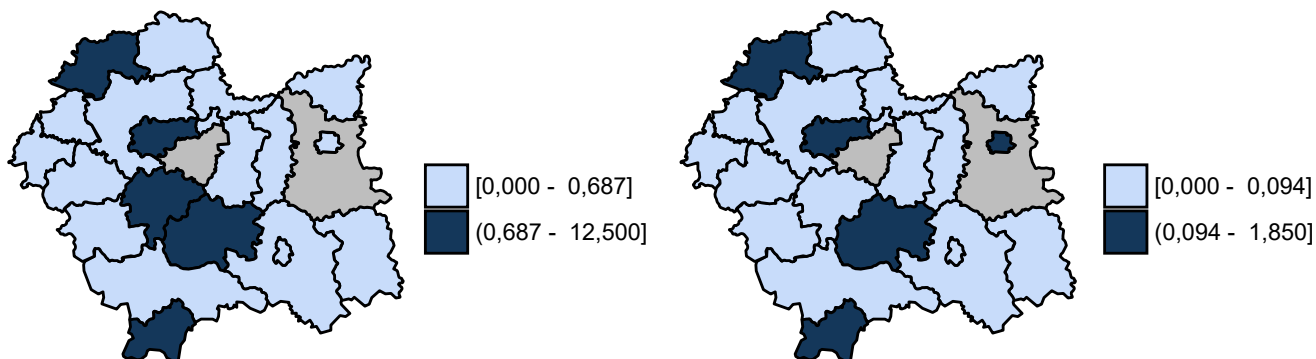 [0,000 - 0,687]
(0,687 - 12,500]
[0,000 - 0,094]
(0,094 - 1,850]